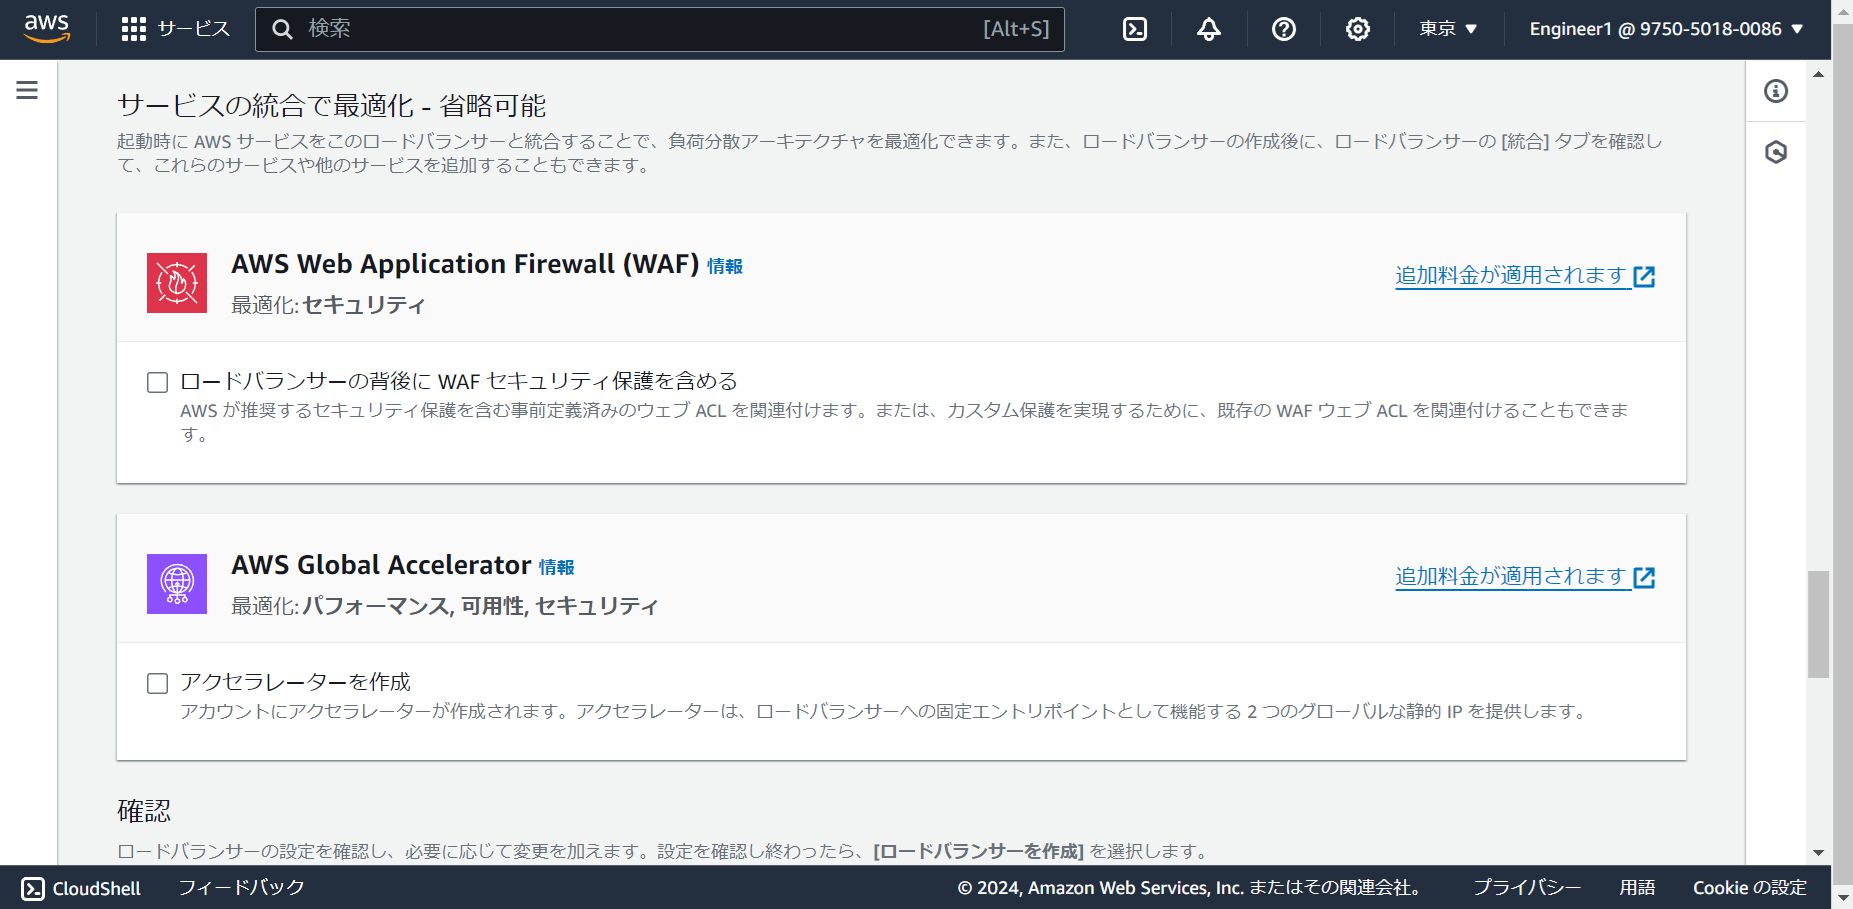 aws
サービス
検索
[Alt+S]
東京 ▼
Engineer1 @ 9750-5018-0086 ▼
サービスの統合で最適化 - 省略可能
起動時に AWS サービスをこのロードバランサーと統合することで、負荷分散アーキテクチャを最適化できます。また、ロードバランサーの作成後に、ロードバランサーの [統合] タブを確認し
て、これらのサービスや他のサービスを追加することもできます。
AWS Web Application Firewall (WAF) 情報
最適化: セキュリティ
追加料金が適用されます
ロードバランサーの背後に WAF セキュリティ保護を含める
AWS が推奨するセキュリティ保護を含む事前定義済みのウェブ ACL を関連付けます。または、カスタム保護を実現するために、既存の WAF ウェブ ACL を関連付けることもできま
す。
AWS Global Accelerator 情報
最適化: パフォーマンス, 可用性, セキュリティ
追加料金が適用されます
アクセラレーターを作成
アカウントにアクセラレーターが作成されます。アクセラレーターは、ロードバランサーへの固定エントリポイントとして機能する 2 つのグローバルな静的 IP を提供します。
確認
ロードバランサーの設定を確認し、必要に応じて変更を加えます。設定を確認し終わったら、[ロードバランサーを作成] を選択します。
CloudShell
フィードバック
© 2024, Amazon Web Services, Inc. またはその関連会社。
プライバシー
用語
Cookie の設定